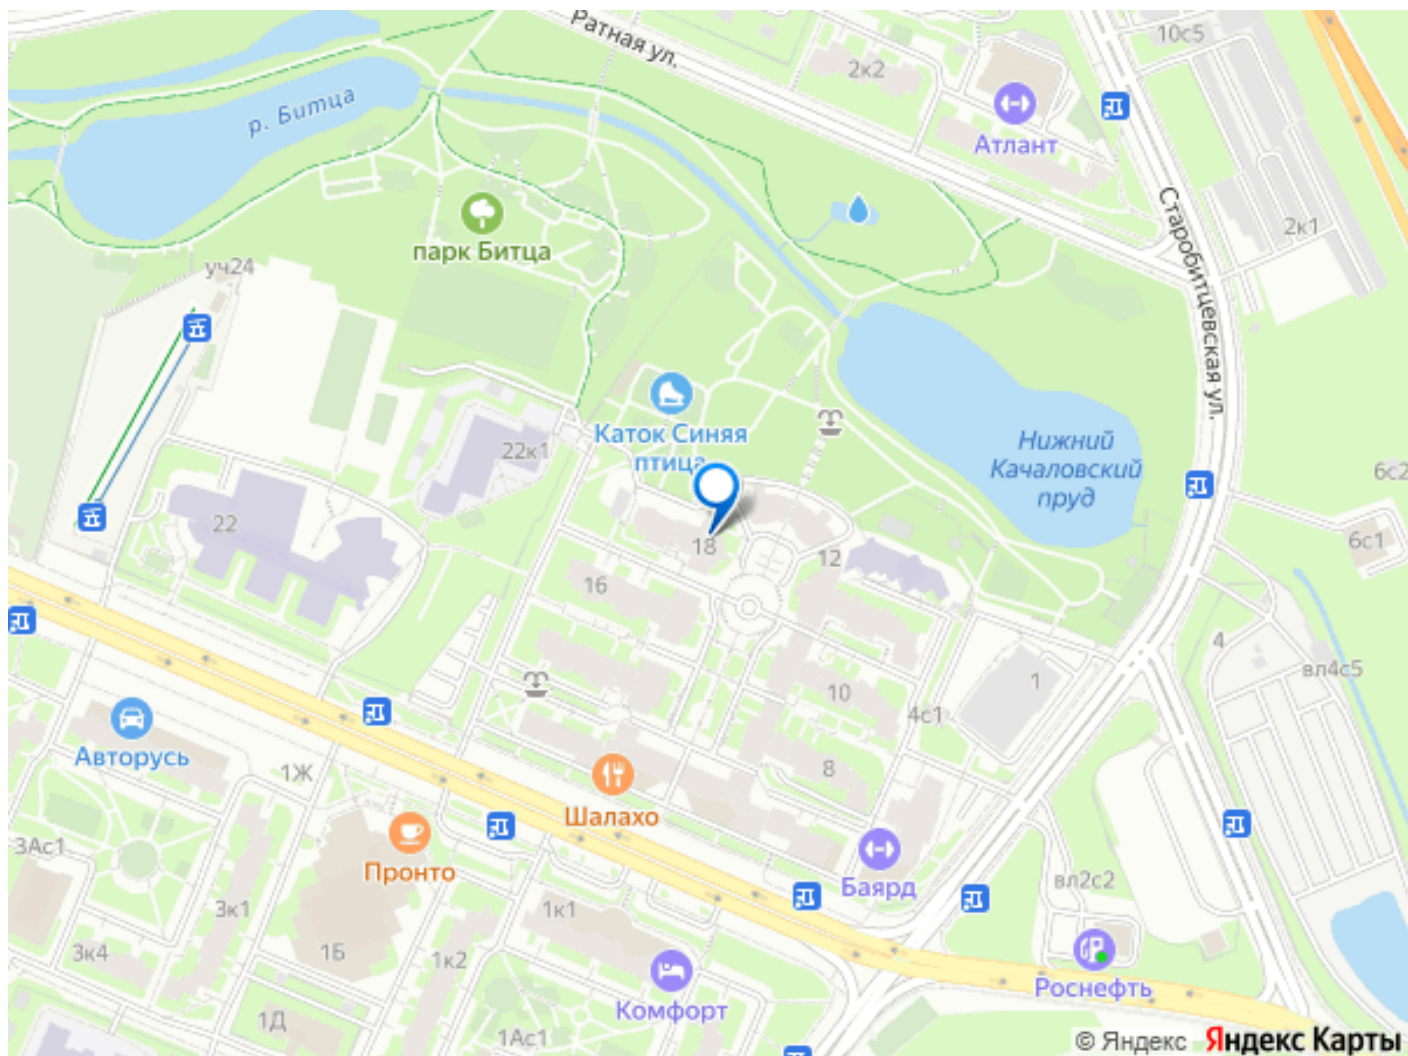 Ратная ул.
10с5
2к2
Атлант
р. Битца
Старобитцевская ул.
2к1
парк Битца
уч24
Каток Синяя
птица
22к1
Нижний
Качаловский
пруд
6с2
22
18
12
6с1
16
4
вл4с5
10
1
4с1
Авторусь
1Ж
8
Шалахо
3Ас1
Пронто
Баярд
вл2с2
3к1
1к1
3к4
1Б
1к2
Комфорт
Роснефть
1Д
1Ас1
© Яндекс Яндекс Карты